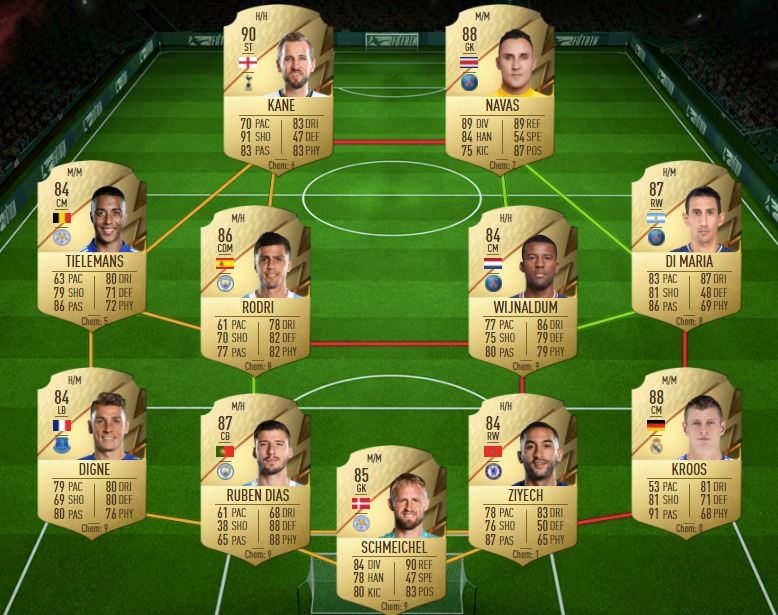 H/H
90
ST
KANE
70 PAC 83 DRI
91 SHO 47 DEF
83 PAS 83 PHY
Chem: 6
M/M
88
GK
NAVAS
89 DIV 89 REF
84 HAN 54 SPE
75 KIC 87 POS
Chem: 2
M/M
84
CM
TIELEMANS
63 PAC 80 DRI
79 SHO 71 DEF
86 PAS 72 PHY
Chem: 5
M/H
86
CDM
RODRI
61 PAC 78 DRI
70 SHO 82 DEF
77 PAS 82 PHY
Chem: 8
H/H
84
CM
WIJNALDUM
77 PAC 86 DRI
75 SHO 79 DEF
80 PAS 79 PHY
Chem: 9
H/M
87
RW
DI MARIA
83 PAC 87 DRI
81 SHO 48 DEF
86 PAS 69 PHY
Chem: 8
H/M
84
LB
DIGNE
79 PAC 80 DRI
69 SHO 80 DEF
80 PAS 76 PHY
Chem: 9
M/H
87
CB
RUBEN DIAS
61 PAC 68 DRI
38 SHO 88 DEF
65 PAS 88 PHY
Chem: 9
M/M
85
GK
SCHMEICHEL
84 DIV 90 REF
78 HAN 47 SPE
80 KIC 83 POS
Chem: 9
H/H
84
RW
ZIYECH
78 PAC 83 DRI
76 SHO 50 DEF
87 PAS 65 PHY
Chem: 1
M/M
88
CM
KROOS
53 PAC 81 DRI
81 SHO 71 DEF
91 PAS 68 PHY
Chem: 0